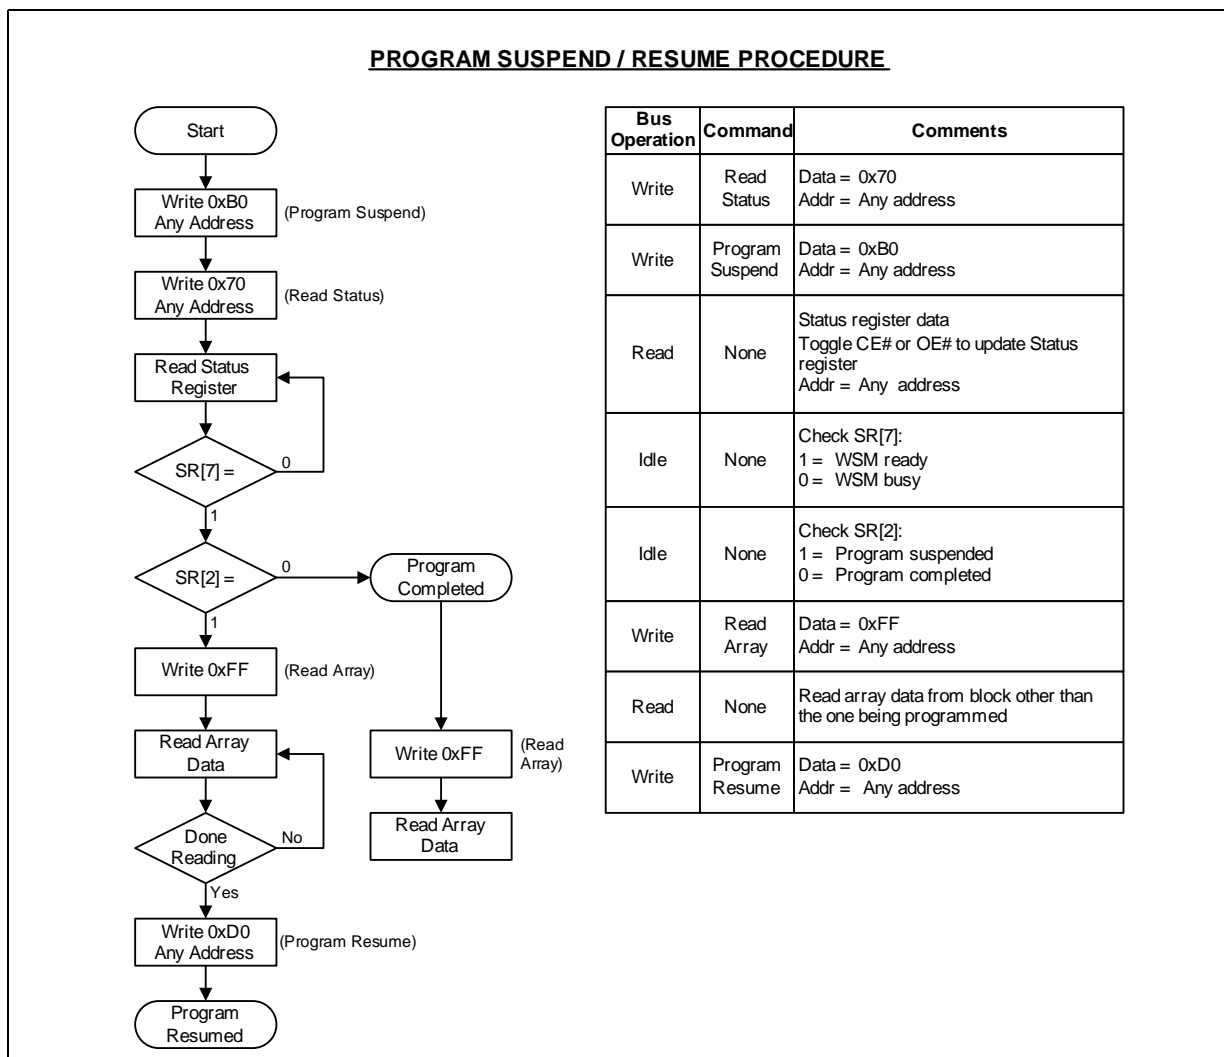 PROGRAM SUSPEND / RESUME PROCEDURE
Start
Write 0xB0
Any Address
(Program Suspend)
Write 0x70
Any Address
(Read Status)
Read Status
Register
SR[7] =
0
1
SR[2] =
0
Program
Completed
1
Write 0xFF
(Read Array)
Read Array
Data
Write 0xFF
(Read
Array)
Done
Reading
No
Read Array
Data
Yes
Write 0xD0
Any Address
(Program Resume)
Program
Resumed
Bus
Operation
Command
Comments
Write
Read
Status
Data = 0x70
Addr = Any address
Write
Program
Suspend
Data = 0xB0
Addr = Any address
Read
None
Status register data
Toggle CE# or OE# to update Status
register
Addr = Any address
Idle
None
Check SR[7]:
1 = WSM ready
0 = WSM busy
Idle
None
Check SR[2]:
1 = Program suspended
0 = Program completed
Write
Read
Array
Data = 0xFF
Addr = Any address
Read
None
Read array data from block other than
the one being programmed
Write
Program
Resume
Data = 0xD0
Addr = Any address